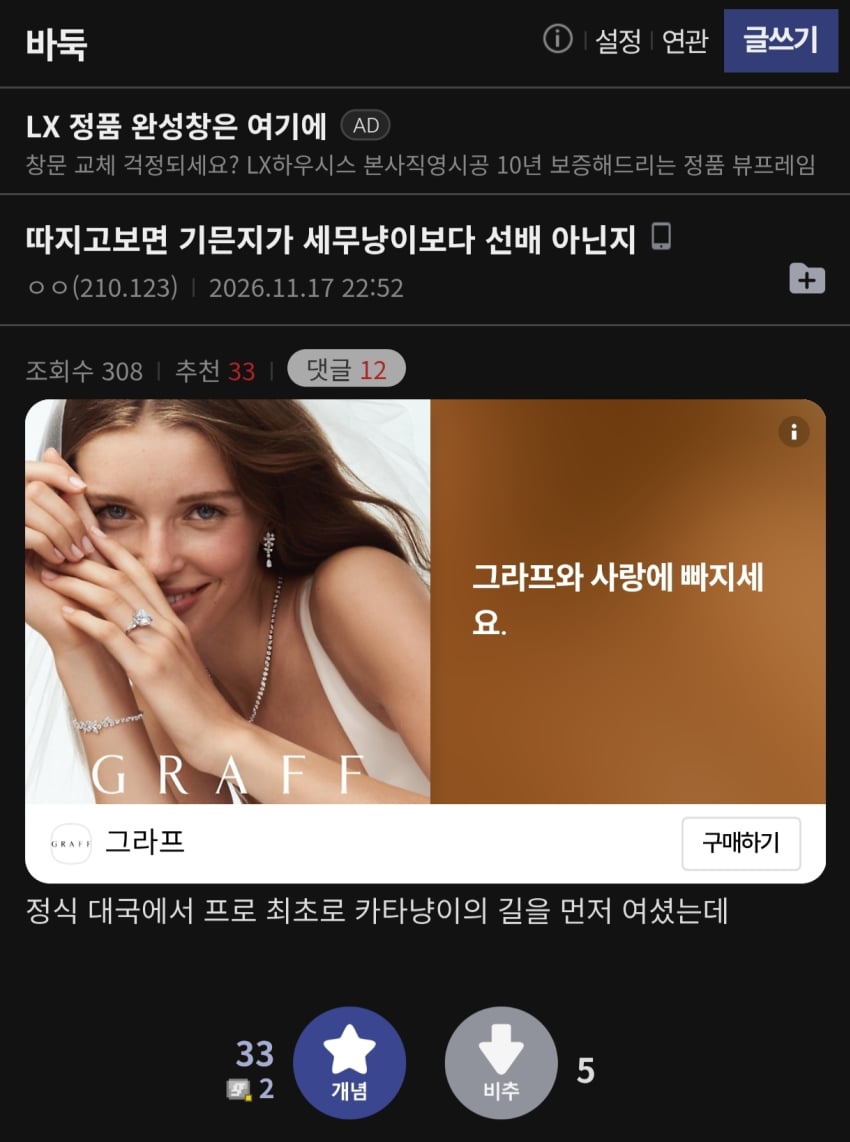 바둑
설정 연관 글쓰기
LX 정품 완성창은 여기에 AD
창문 교체 걱정되세요? LX하우시스 본사직영시공 10년 보증해드리는 정품 뷰프레임
따지고보면 기믄지가 세무냥이보다 선배 아닌지
ㅇㅇ(210.123) 2026.11.17 22:52
조회수 308 추천 33 댓글 12
그라프와 사랑에 빠지세
요.
GRAFF
GRAFF 그라프 구매하기
정식 대국에서 프로 최초로 카타냥이의 길을 먼저 여셨는데
33 개념 비추 5
2